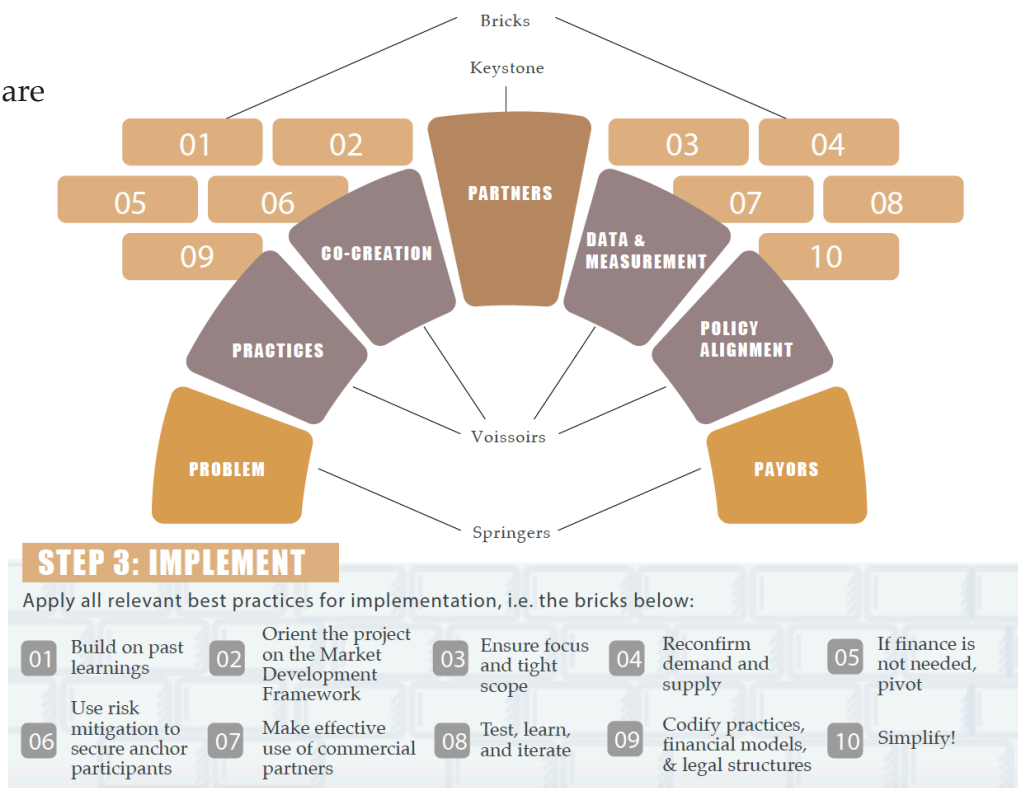 Bricks
Keystone
are
01
02
03
04
PARTNERS
05
06
07
08
CO-CREATION
DATA &
MEASUREMENT
09
10
PRACTICES
POLICY
ALIGNMENT
Voissoirs
PROBLEM
PAYORS
Springers
STEP 3: IMPLEMENT
Apply all relevant best practices for implementation, i.e. the bricks below:
01
Build on past
learnings
02
Orient the project
on the Market
Development
Framework
03
Ensure focus
and tight
scope
04
Reconfirm
demand and
supply
05
If finance is
not needed,
pivot
06
Use risk
mitigation to
secure anchor
participants
07
Make effective
use of commercial
partners
08
Test, learn,
and iterate
09
Codify practices,
financial models,
& legal structures
10
Simplify!